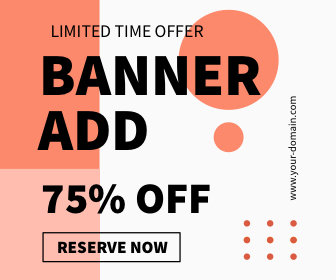 LIMITED TIME OFFER
BANNER
ADD
75% OFF
RESERVE NOW
www.your-domain.com